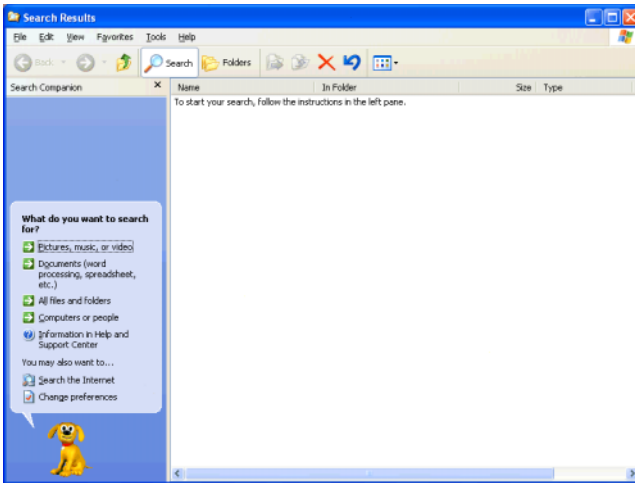 Search Results
File Edit View Favorites Tools Help
Back Search Folders
Search Companion
Name In Folder Size Type
To start your search, follow the instructions in the left pane.
What do you want to search
for?
Pictures, music, or video
Documents (word
processing, spreadsheet,
etc.)
All files and folders
Computers or people
Information in Help and
Support Center
You may also want to...
Search the Internet
Change preferences